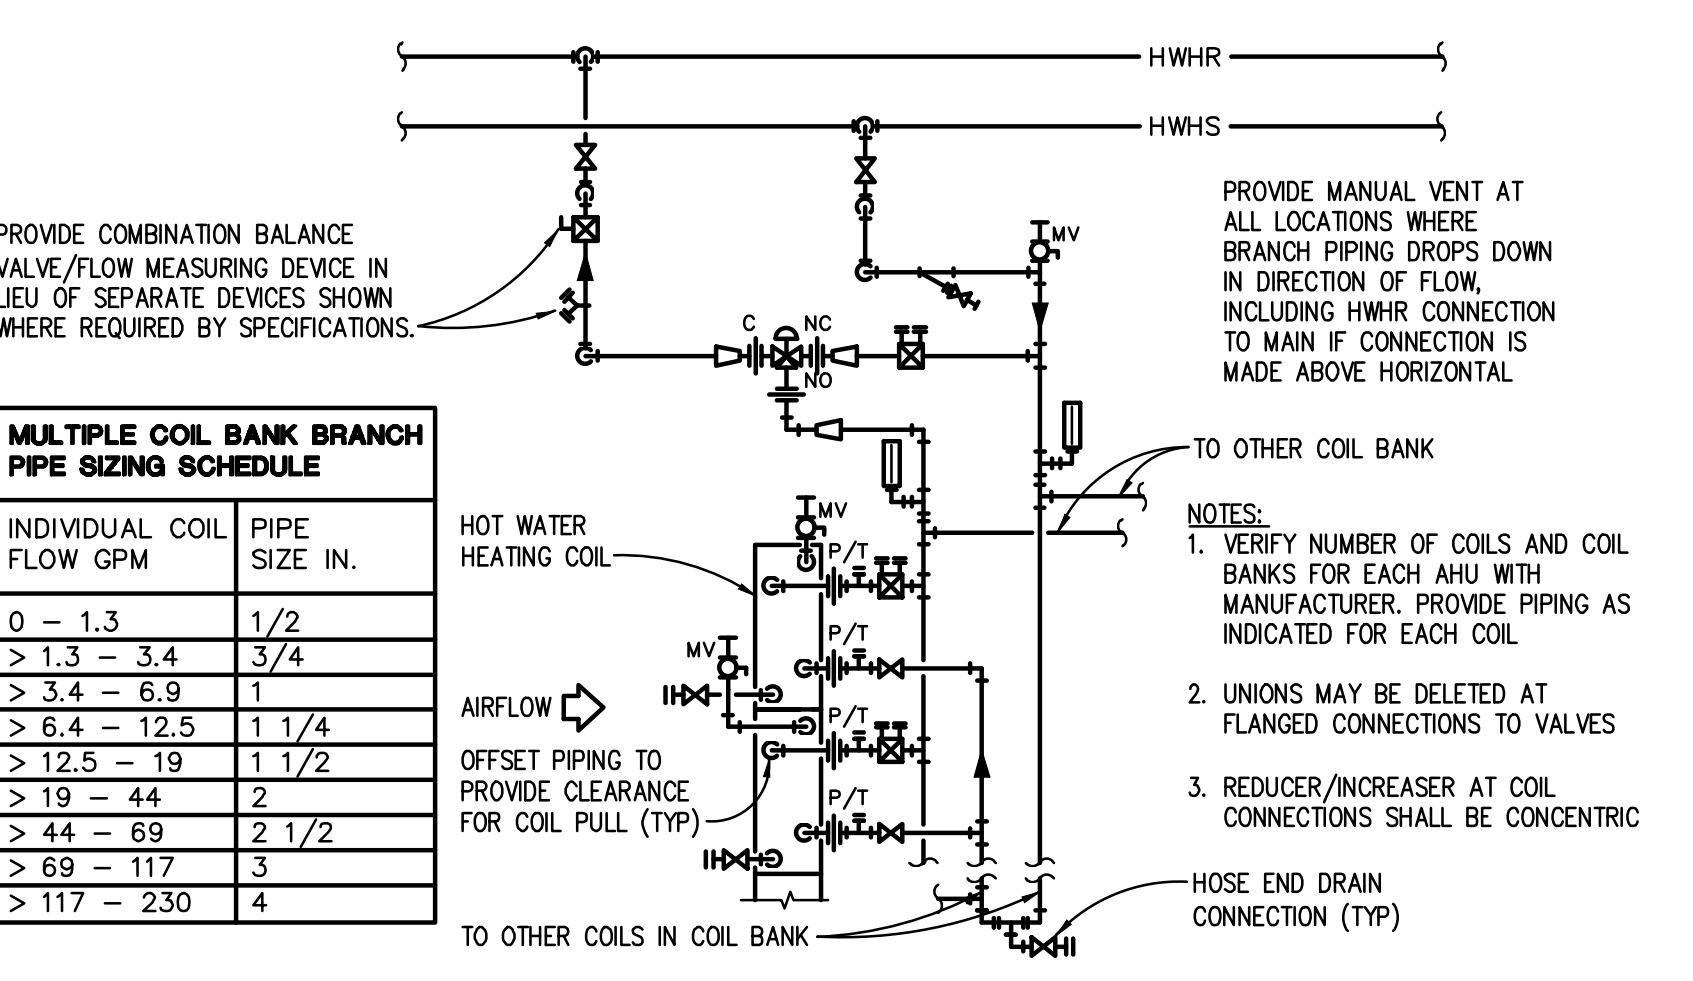 HWHR
HWHS
PROVIDE MANUAL VENT AT
ALL LOCATIONS WHERE
BRANCH PIPING DROPS DOWN
IN DIRECTION OF FLOW,
INCLUDING HWHR CONNECTION
TO MAIN IF CONNECTION IS
MADE ABOVE HORIZONTAL
PROVIDE COMBINATION BALANCE
VALVE/FLOW MEASURING DEVICE IN
LIEU OF SEPARATE DEVICES SHOWN
WHERE REQUIRED BY SPECIFICATIONS.
MV
C
NC
NO
MULTIPLE COIL BANK BRANCH
PIPE SIZING SCHEDULE
INDIVIDUAL COIL FLOW GPM | PIPE SIZE IN.
0 – 1.3 | 1/2
> 1.3 – 3.4 | 3/4
> 3.4 – 6.9 | 1
> 6.4 – 12.5 | 1 1/4
> 12.5 – 19 | 1 1/2
> 19 – 44 | 2
> 44 – 69 | 2 1/2
> 69 – 117 | 3
> 117 – 230 | 4
HOT WATER
HEATING COIL
MV
P/T
P/T
MV
AIRFLOW
P/T
OFFSET PIPING TO
PROVIDE CLEARANCE
FOR COIL PULL (TYP)
P/T
TO OTHER COILS IN COIL BANK
TO OTHER COIL BANK
NOTES:
1. VERIFY NUMBER OF COILS AND COIL
BANKS FOR EACH AHU WITH
MANUFACTURER. PROVIDE PIPING AS
INDICATED FOR EACH COIL
2. UNIONS MAY BE DELETED AT
FLANGED CONNECTIONS TO VALVES
3. REDUCER/INCREASER AT COIL
CONNECTIONS SHALL BE CONCENTRIC
HOSE END DRAIN
CONNECTION (TYP)